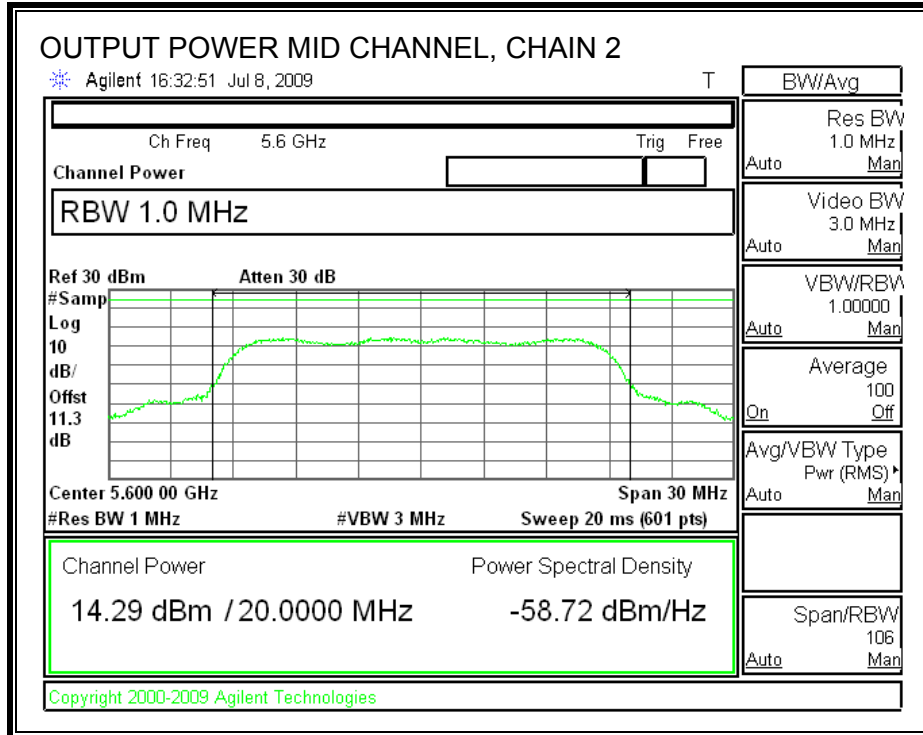 OUTPUT POWER MID CHANNEL, CHAIN 2
Agilent 16:32:51 Jul 8, 2009 T
Ch Freq 5.6 GHz Trig Free
Channel Power
RBW 1.0 MHz
Ref 30 dBm Atten 30 dB
#Samp
Log
10
dB/
Offst
11.3
dB
Center 5.600 00 GHz Span 30 MHz
#Res BW 1 MHz #VBW 3 MHz Sweep 20 ms (601 pts)
Channel Power Power Spectral Density
14.29 dBm / 20.0000 MHz -58.72 dBm/Hz
Copyright 2000-2009 Agilent Technologies
BW/Avg
Res BW
1.0 MHz
Auto Man
Video BW
3.0 MHz
Auto Man
VBW/RBW
1.00000
Auto Man
Average
100
On Off
Avg/VBW Type
Pwr (RMS)
Auto Man
Span/RBW
106
Auto Man